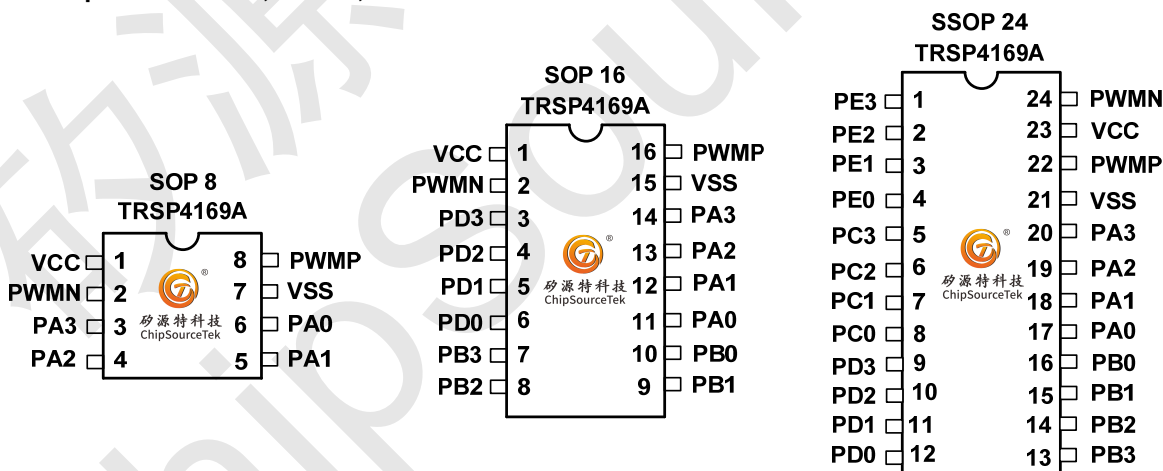 SOP 8
TRSP4169A
VCC 1 8 PWMP
PWMN 2 7 VSS
PA3 3 6 PA0
PA2 4 5 PA1
®
矽源特科技
ChipSourceTek
SOP 16
TRSP4169A
VCC 1 16 PWMP
PWMN 2 15 VSS
PD3 3 14 PA3
PD2 4 13 PA2
PD1 5 12 PA1
PD0 6 11 PA0
PB3 7 10 PB0
PB2 8 9 PB1
®
矽源特科技
ChipSourceTek
SSOP 24
TRSP4169A
PE3 1 24 PWMN
PE2 2 23 VCC
PE1 3 22 PWMP
PE0 4 21 VSS
PC3 5 20 PA3
PC2 6 19 PA2
PC1 7 18 PA1
PC0 8 17 PA0
PD3 9 16 PB0
PD2 10 15 PB1
PD1 11 14 PB2
PD0 12 13 PB3
®
矽源特科技
ChipSourceTek